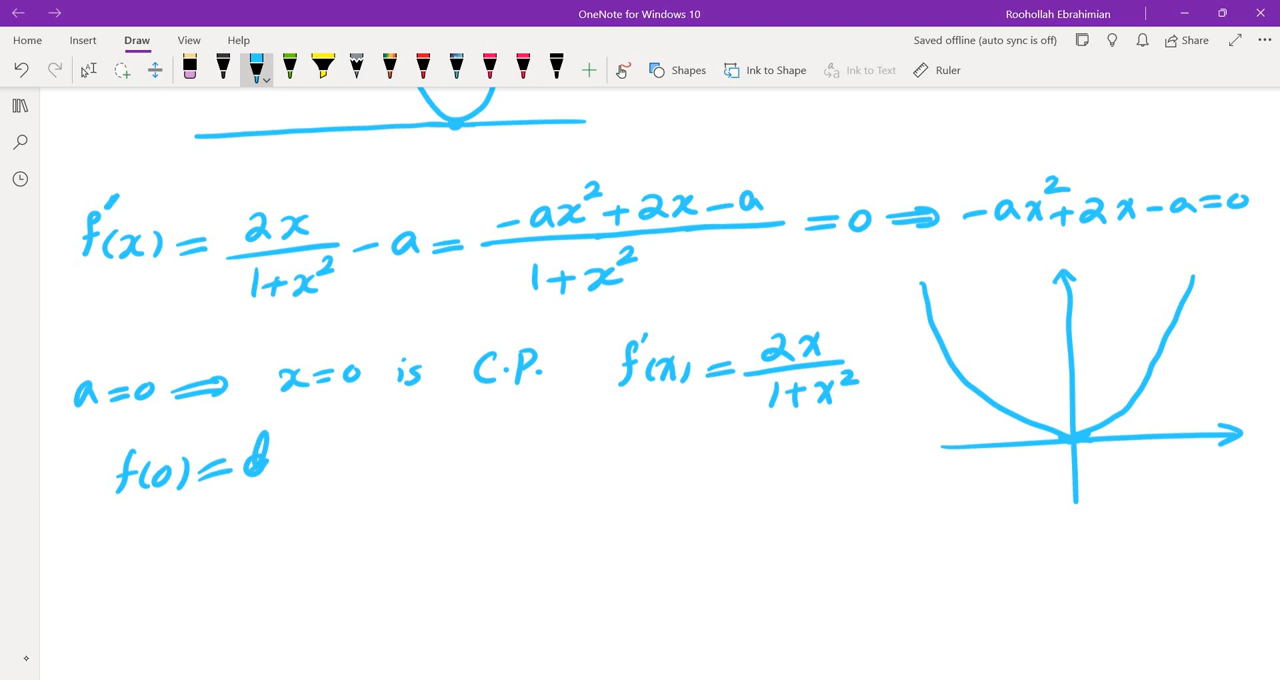 OneNote for Windows 10
Roohollah Ebrahimian
Home Insert Draw View Help
Saved offline (auto sync is off)
Share
Shapes
Ink to Shape
Ink to Text
Ruler
f'(x) = 2x/(1+x²) - a = (-ax²+2x-a)/(1+x²) = 0 ⟹ -ax²+2x-a=0
a=0 ⟹ x=0 is C.P. f'(x) = 2x/(1+x²)
f(0)=